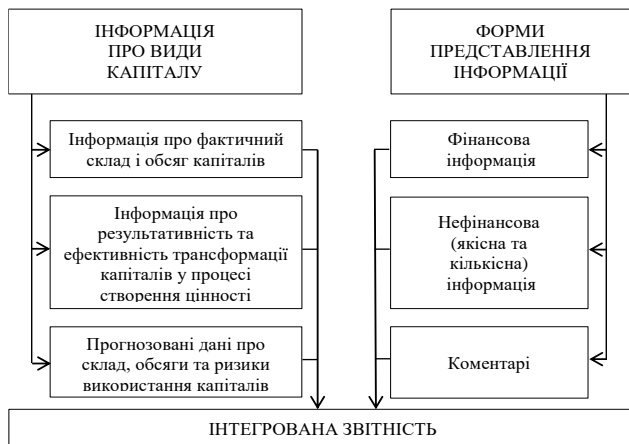 ІНФОРМАЦІЯ
ПРО ВИДИ
КАПІТАЛУ
ФОРМИ
ПРЕДСТАВЛЕННЯ
ІНФОРМАЦІЇ
Інформація про фактичний
склад і обсяг капіталів
Фінансова
інформація
Інформація про
результативність та
ефективність трансформації
капіталів у процесі
створення цінності
Нефінансова
(якісна та
кількісна)
інформація
Прогнозовані дані про
склад, обсяги та ризики
використання капіталів
Коментарі
ІНТЕГРОВАНА ЗВІТНІСТЬ